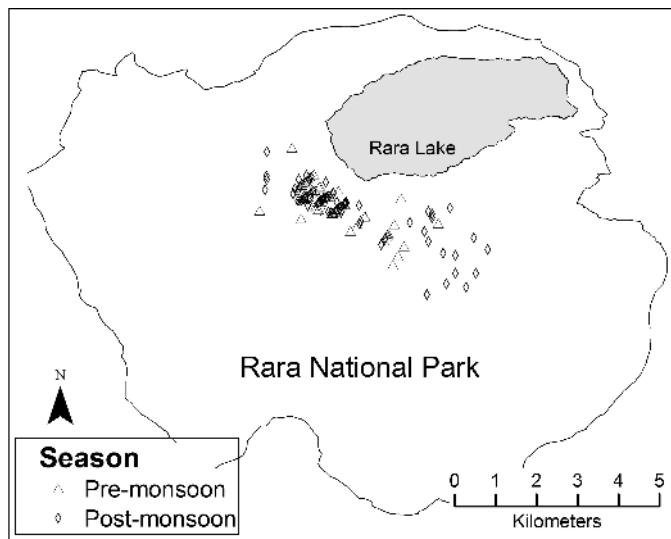 Rara Lake
Rara National Park
N
Season
Pre-monsoon
Post-monsoon
0 1 2 3 4 5
Kilometers